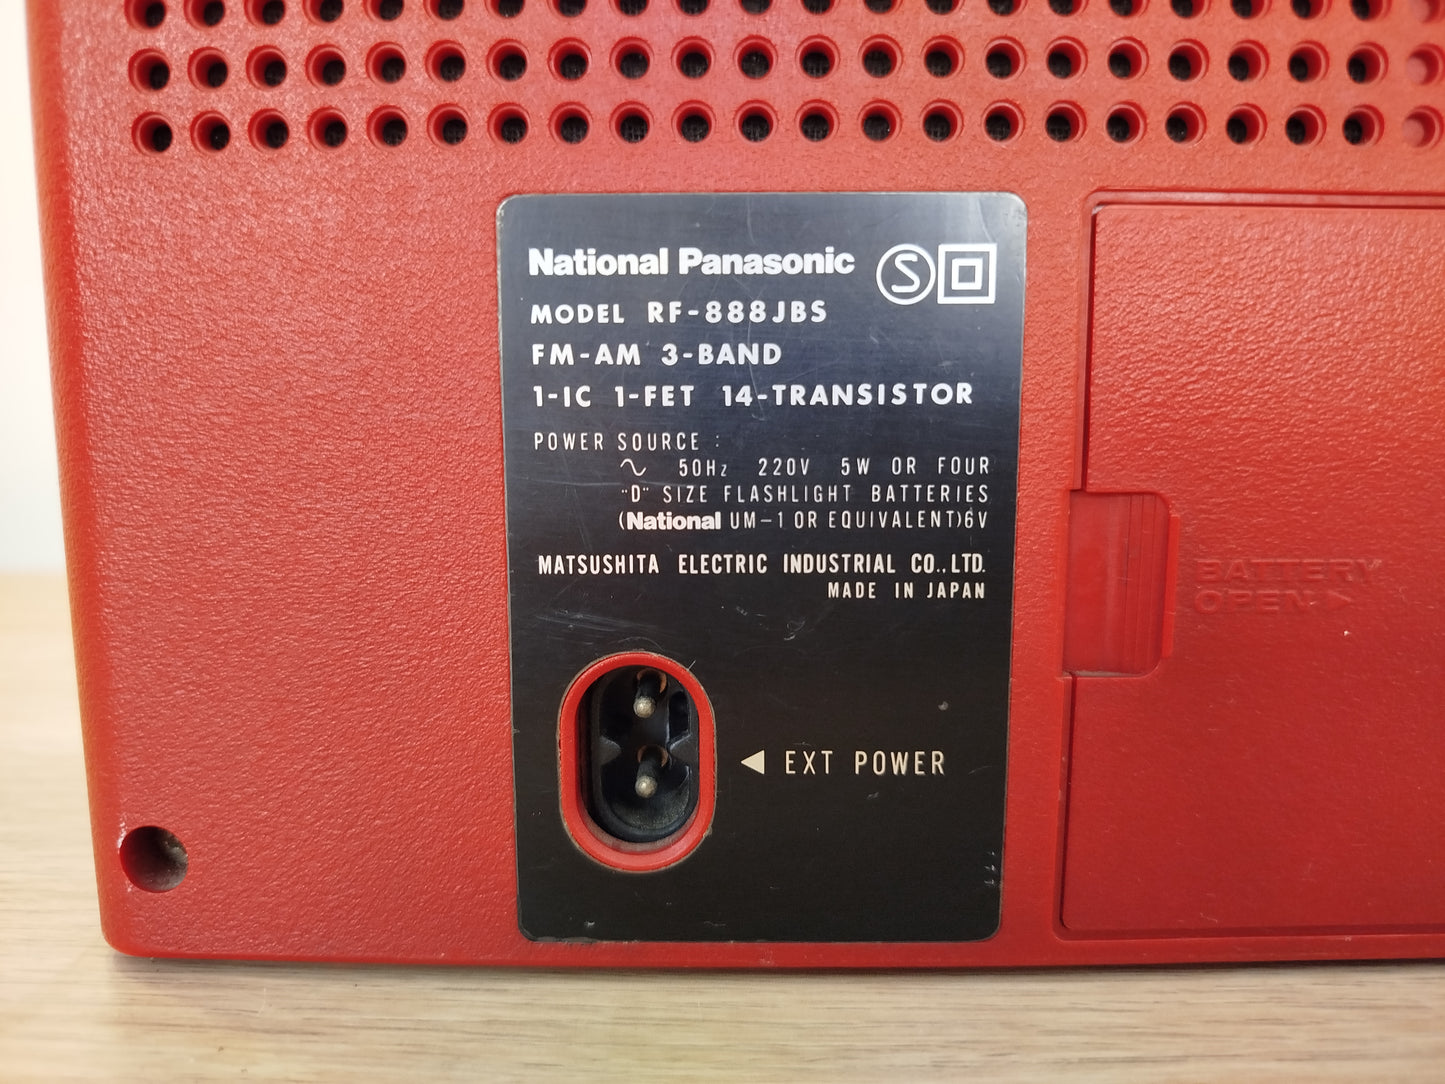 National Panasonic S
MODEL RF-888JBS
FM-AM 3-BAND
1-IC 1-FET 14-TRANSISTOR
POWER SOURCE :
～ 50Hz 220V 5W OR FOUR
"D" SIZE FLASHLIGHT BATTERIES
(National UM-1 OR EQUIVALENT)6V
MATSUSHITA ELECTRIC INDUSTRIAL CO.,LTD.
MADE IN JAPAN
◀ EXT POWER
BATTERY
OPEN ▶